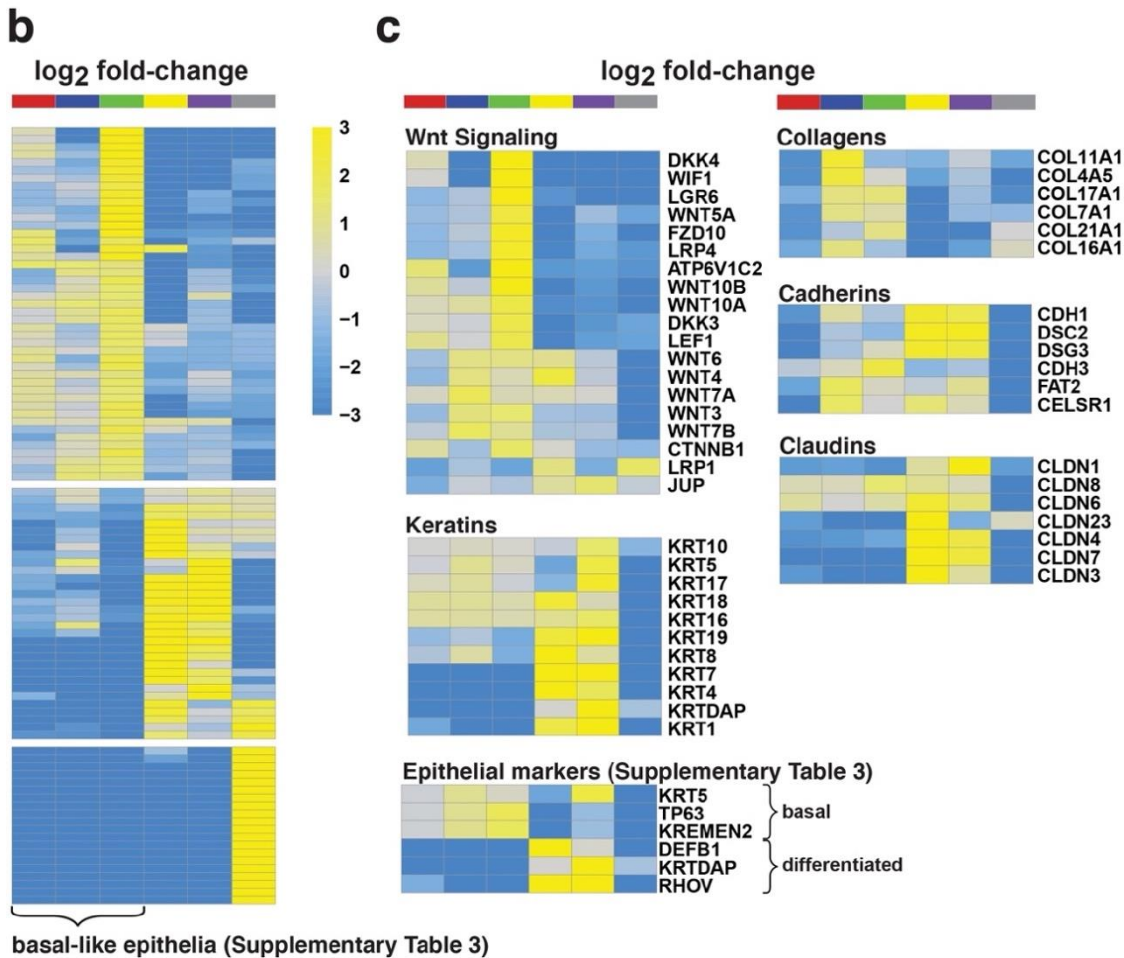 b
log2 fold-change
3
2
1
0
−1
−2
−3
basal-like epithelia (Supplementary Table 3)
c
log2 fold-change
Wnt Signaling
DKK4
WIF1
LGR6
WNT5A
FZD10
LRP4
ATP6V1C2
WNT10B
WNT10A
DKK3
LEF1
WNT6
WNT4
WNT7A
WNT3
WNT7B
CTNNB1
LRP1
JUP
Keratins
KRT10
KRT5
KRT17
KRT18
KRT16
KRT19
KRT8
KRT7
KRT4
KRTDAP
KRT1
Epithelial markers (Supplementary Table 3)
KRT5
TP63
KREMEN2
basal
DEFB1
KRTDAP
RHOV
differentiated
Collagens
COL11A1
COL4A5
COL17A1
COL7A1
COL21A1
COL16A1
Cadherins
CDH1
DSC2
DSG3
CDH3
FAT2
CELSR1
Claudins
CLDN1
CLDN8
CLDN6
CLDN23
CLDN4
CLDN7
CLDN3